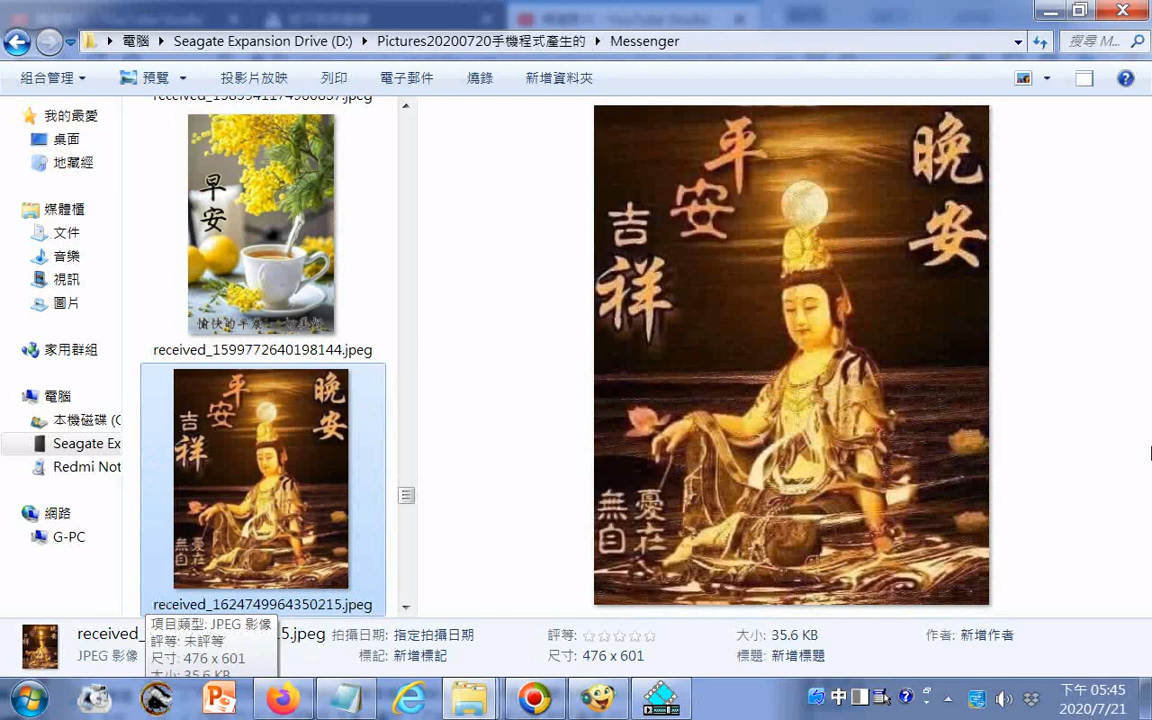 電腦 ▸ Seagate Expansion Drive (D:) ▸ Pictures20200720手機程式產生的 ▸ Messenger
搜尋 M...
組合管理 預覽 投影片放映 列印 電子郵件 燒錄 新增資料夾
我的最愛
桌面
地藏經
媒體櫃
文件
音樂
視訊
圖片
家用群組
電腦
本機磁碟 (C
Seagate Ex
Redmi Not
網路
G-PC
早安
received_1599772640198144.jpeg
晚安
平安
吉祥
無憂
自在
received_1624749964350215.jpeg
晚安
平安
吉祥
無憂
自在
項目類型: JPEG 影像
評等: 未評等
尺寸: 476 x 601
大小: 35.6 KB
received_
5.jpeg
JPEG 影像
拍攝日期: 指定拍攝日期
標記: 新增標記
評等:
尺寸: 476 x 601
大小: 35.6 KB
標題: 新增標題
作者: 新增作者
中
下午 05:45
2020/7/21